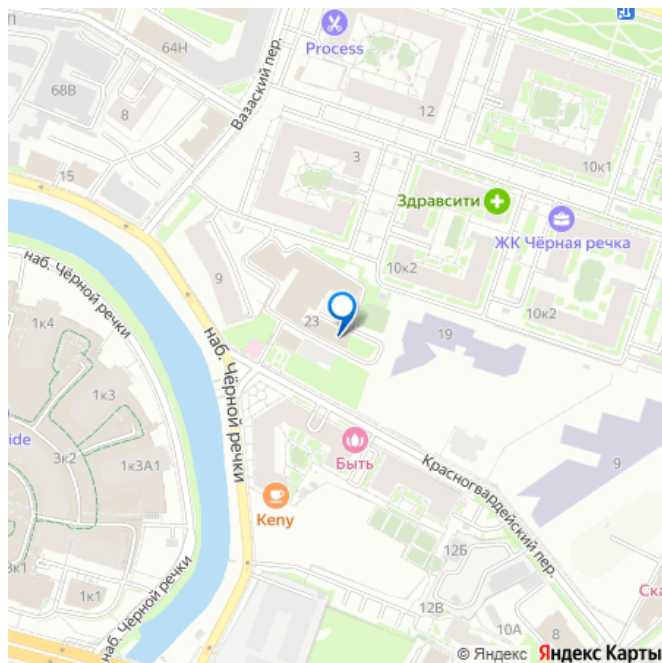 Process
64Н
68В
8
Вазаский пер.
12
3
10к1
15
Здравсити
ЖК Чёрная речка
наб. Чёрной речки
9
10к2
10к2
1к4
23
19
наб. Чёрной речки
1к3
ide
3к2
1к3А1
Быть
Красногвардейский пер.
9
Keny
12Б
3к1
1к1
наб. Чёрной речки
12В
10А
8
Ска
© Яндекс Яндекс Карты